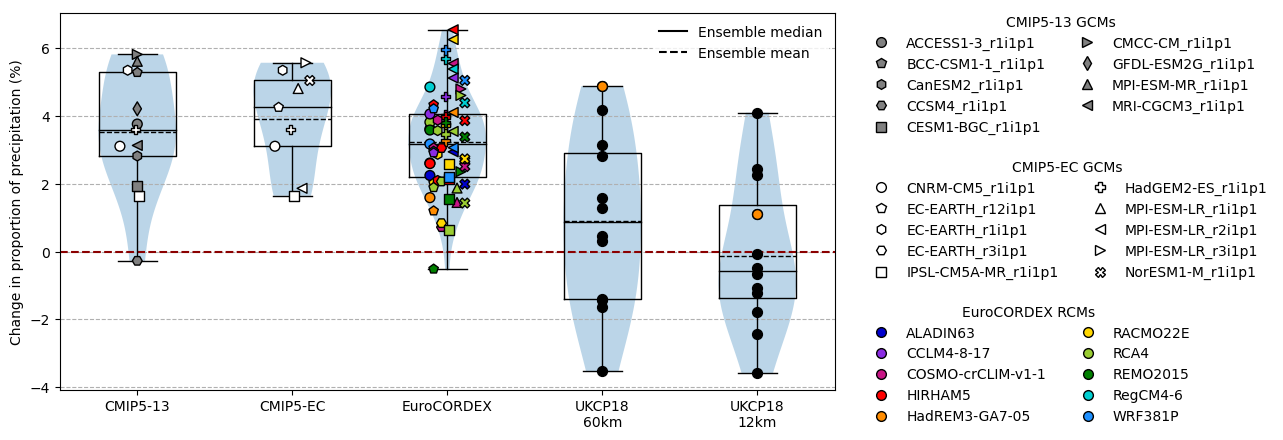 Change in proportion of precipitation (%)
6
4
2
0
−2
−4
Ensemble median
Ensemble mean
CMIP5-13
CMIP5-EC
EuroCORDEX
UKCP18
60km
UKCP18
12km
CMIP5-13 GCMs
ACCESS1-3_r1i1p1
BCC-CSM1-1_r1i1p1
CanESM2_r1i1p1
CCSM4_r1i1p1
CESM1-BGC_r1i1p1
CMCC-CM_r1i1p1
GFDL-ESM2G_r1i1p1
MPI-ESM-MR_r1i1p1
MRI-CGCM3_r1i1p1
CMIP5-EC GCMs
CNRM-CM5_r1i1p1
EC-EARTH_r12i1p1
EC-EARTH_r1i1p1
EC-EARTH_r3i1p1
IPSL-CM5A-MR_r1i1p1
HadGEM2-ES_r1i1p1
MPI-ESM-LR_r1i1p1
MPI-ESM-LR_r2i1p1
MPI-ESM-LR_r3i1p1
NorESM1-M_r1i1p1
EuroCORDEX RCMs
ALADIN63
CCLM4-8-17
COSMO-crCLIM-v1-1
HIRHAM5
HadREM3-GA7-05
RACMO22E
RCA4
REMO2015
RegCM4-6
WRF381P